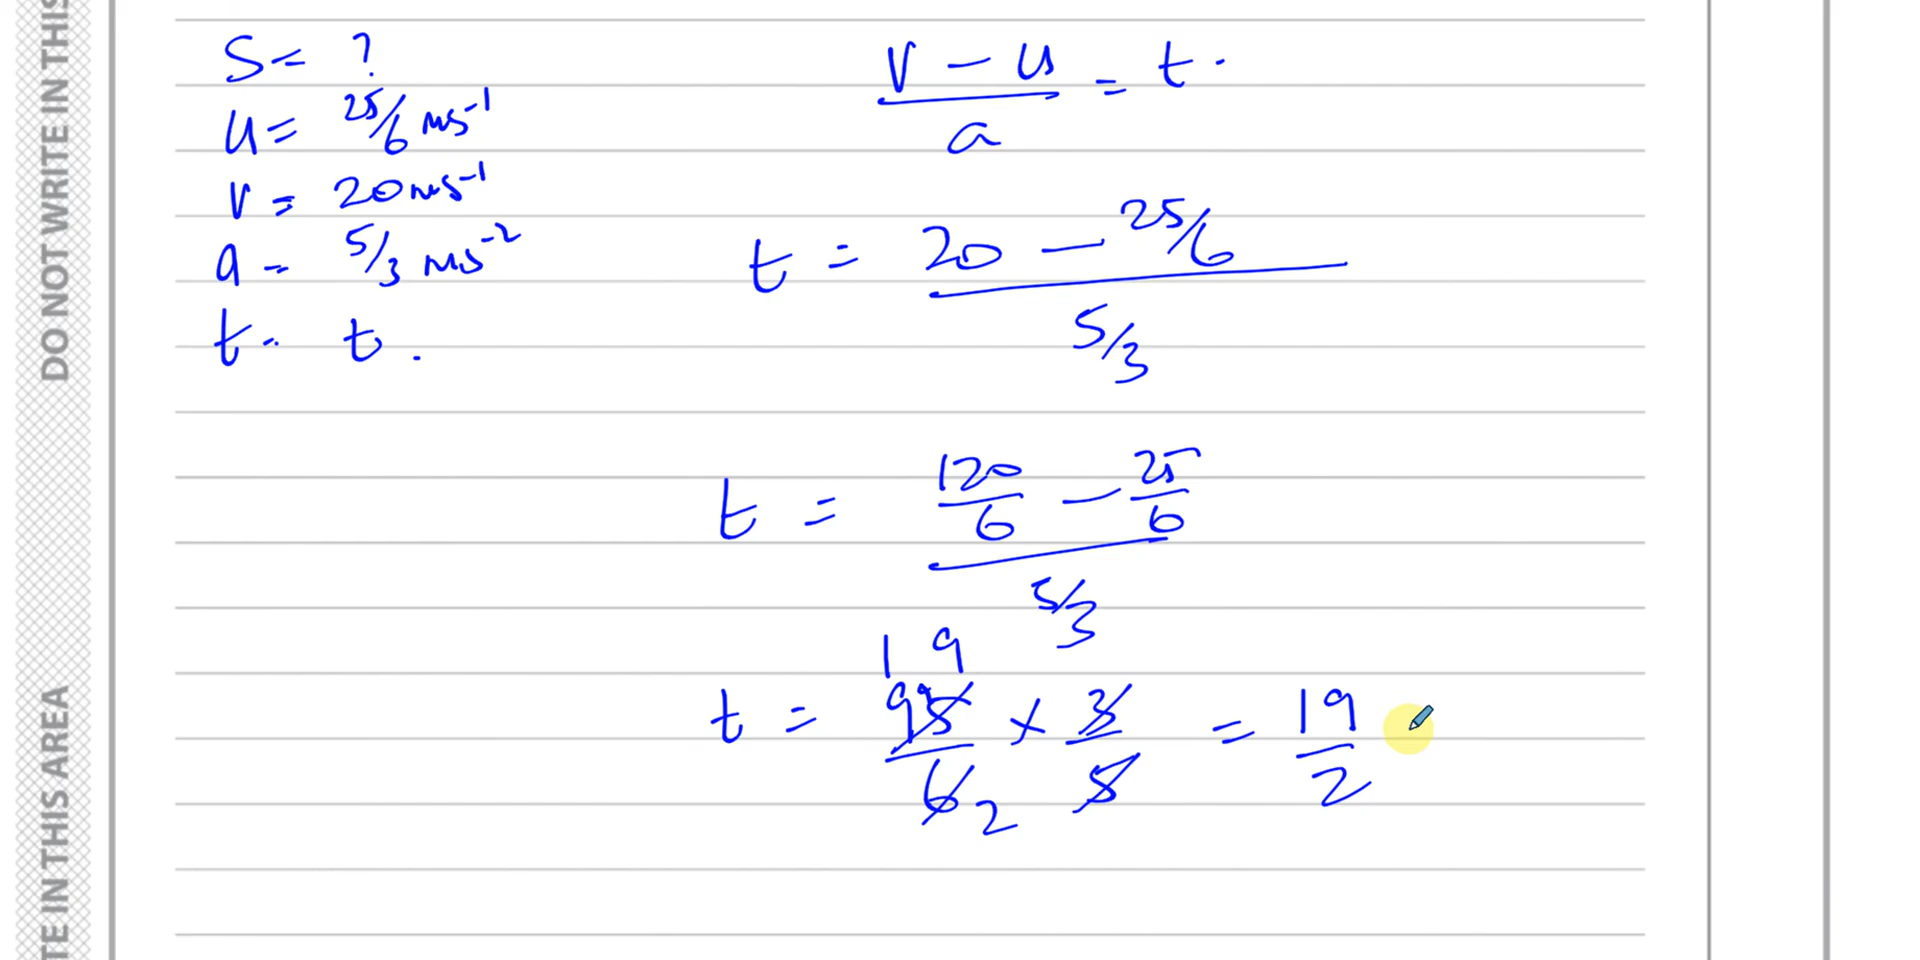 DO NOT WRITE IN THIS
TE IN THIS AREA
S = ?
u = 25/6 ms⁻¹
v = 20 ms⁻¹
a = 5/3 ms⁻²
t = t.
(v - u)/a = t.
t = (20 - 25/6)/(5/3)
t = (120/6 - 25/6)/(5/3)
19
t = 95/6 × 3/5 = 19/2
2